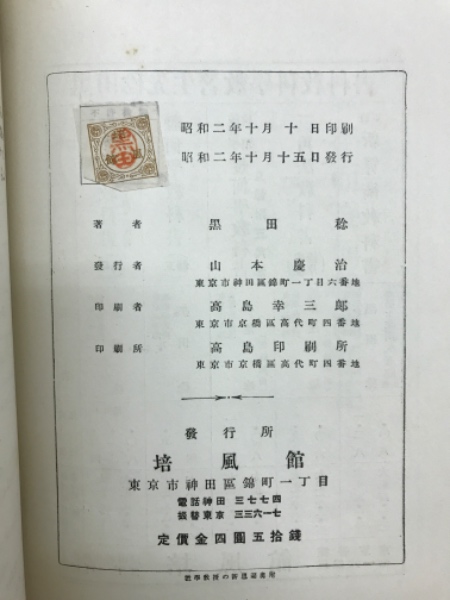 黒田
昭和二年十月十日印刷
昭和二年十月十五日發行
著者 黒田稔
發行者 山本慶治
東京市神田區錦町一丁目六番地
印刷者 高島幸三郎
東京市京橋區高代町四番地
印刷所 高島印刷所
東京市京橋區高代町四番地
發行所
培風館
東京市神田區錦町一丁目
電話神田 三七七四
振替東京 三三六一七
定價金四圓五拾錢